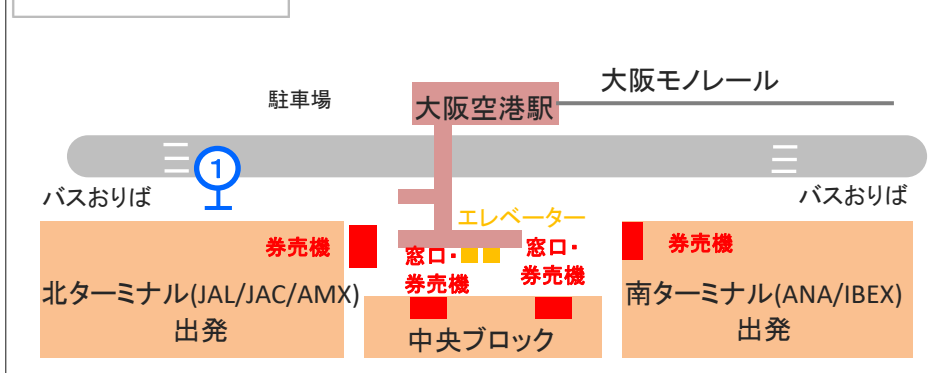 大阪モノレール
駐車場
大阪空港駅
1
バスおりば
バスおりば
エレベーター
券売機
窓口・
券売機
窓口・
券売機
券売機
北ターミナル(JAL/JAC/AMX)
出発
中央ブロック
南ターミナル(ANA/IBEX)
出発